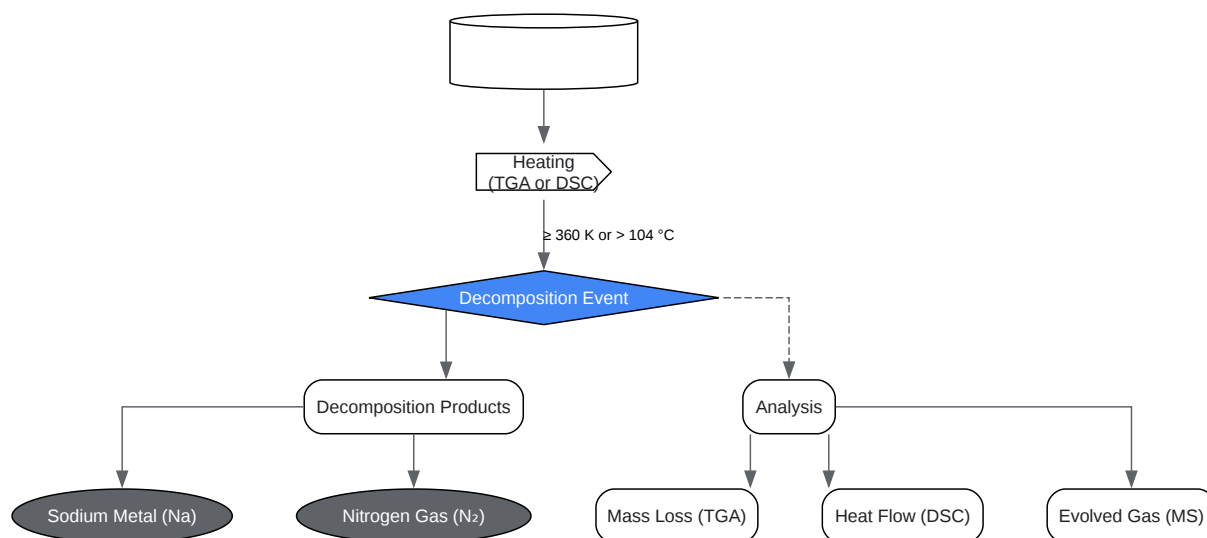 Heating
(TGA or DSC)
≥ 360 K or > 104 °C
Decomposition Event
Decomposition Products
Analysis
Sodium Metal (Na)
Nitrogen Gas (N₂)
Mass Loss (TGA)
Heat Flow (DSC)
Evolved Gas (MS)